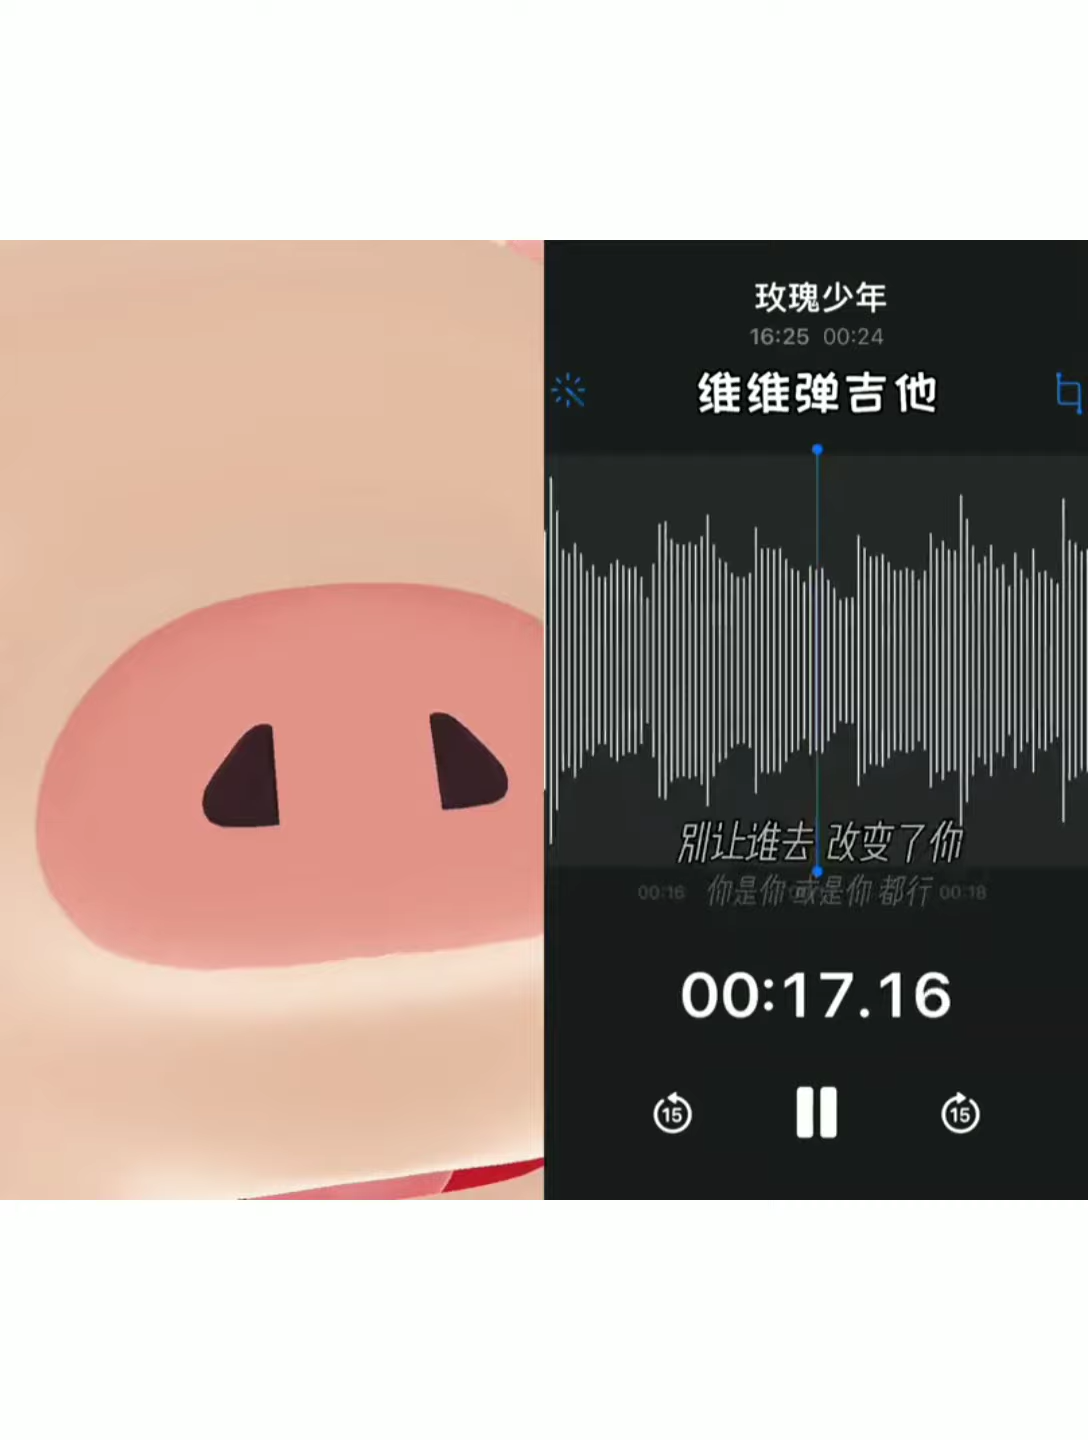 玫瑰少年
16:25 00:24
维维弹吉他
别让谁去 改变了你
00:16 00:18
你是你 或是你 都行
00:17.16
15 15